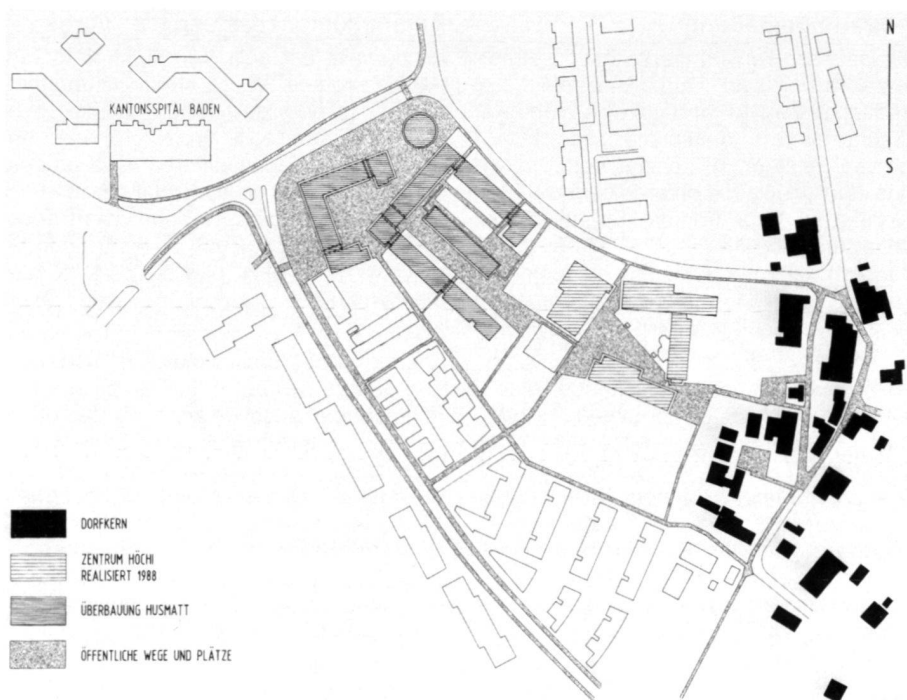 N
S
KANTONSSPITAL BADEN
DORFKERN
ZENTRUM HÖCHI
REALISIERT 1988
ÜBERBAUUNG HUSMATT
ÖFFENTLICHE WEGE UND PLÄTZE